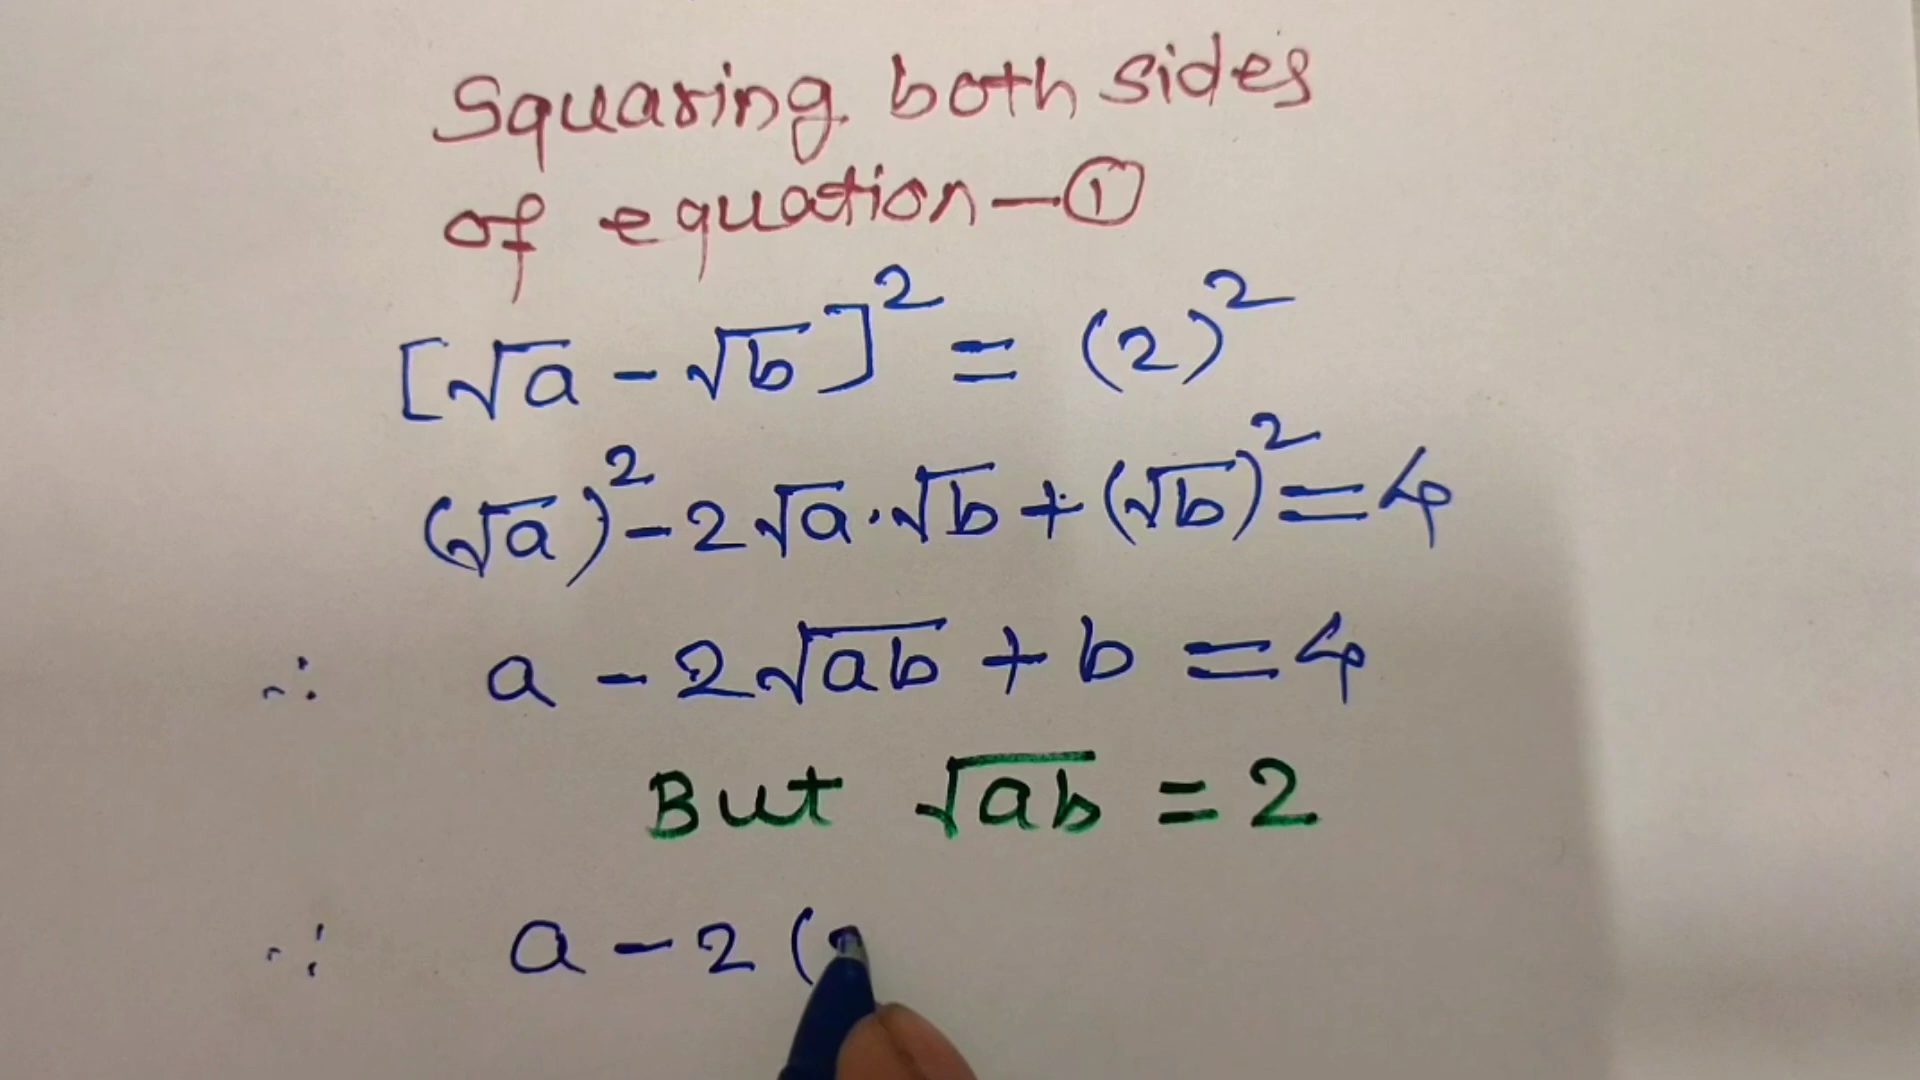 Squaring both sides
of equation — ①
[√a - √b]² = (2)²
(√a)² - 2√a·√b + (√b)² = 4
∴ a - 2√ab + b = 4
But √ab = 2
∴ a - 2 (